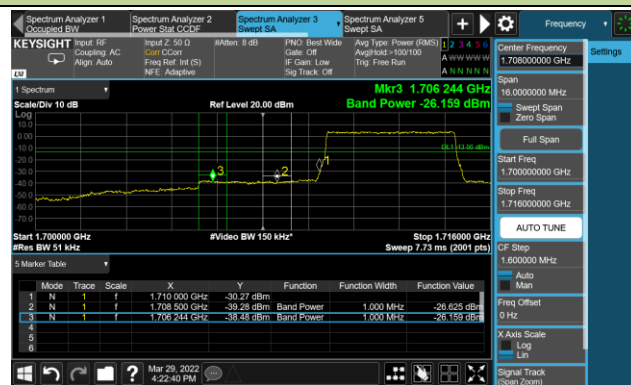 Spectrum Analyzer 1
Occupied BW
Spectrum Analyzer 2
Power Stat CCDF
Spectrum Analyzer 3
Swept SA
Spectrum Analyzer 5
Swept SA
Frequency
KEYSIGHT
Input: RF
Coupling: AC
Align: Auto
Input Z: 50 Ω
Corr CCorr
Freq Ref: Int (S)
NFE: Adaptive
#Atten: 8 dB
PNO: Best Wide
Gate: Off
IF Gain: Low
Sig Track: Off
Avg Type: Power (RMS)
Avg|Hold:>100/100
Trig: Free Run
1 2 3 4 5 6
A W W W W W
A N N N N N
LXI
1 Spectrum
Scale/Div 10 dB
Log
Ref Level 20.00 dBm
Mkr3 1.706 244 GHz
Band Power -26.159 dBm
10.0
0.00
-10.0
-20.0
-30.0
-40.0
-50.0
-60.0
-70.0
DL1 -13.00 dBm
3
2
1
Start 1.700000 GHz
#Res BW 51 kHz
#Video BW 150 kHz*
Stop 1.716000 GHz
Sweep 7.73 ms (2001 pts)
5 Marker Table
Mode Trace Scale X Y Function Function Width Function Value
1 N 1 f 1.710 000 GHz -30.27 dBm
2 N 1 f 1.708 500 GHz -39.28 dBm Band Power 1.000 MHz -26.625 dBm
3 N 1 f 1.706 244 GHz -38.48 dBm Band Power 1.000 MHz -26.159 dBm
4
5
6
Mar 29, 2022
4:22:40 PM
Center Frequency
1.708000000 GHz
Settings
Span
16.0000000 MHz
Swept Span
Zero Span
Full Span
Start Freq
1.700000000 GHz
Stop Freq
1.716000000 GHz
AUTO TUNE
CF Step
1.600000 MHz
Auto
Man
Freq Offset
0 Hz
X Axis Scale
Log
Lin
Signal Track
(Span Zoom)